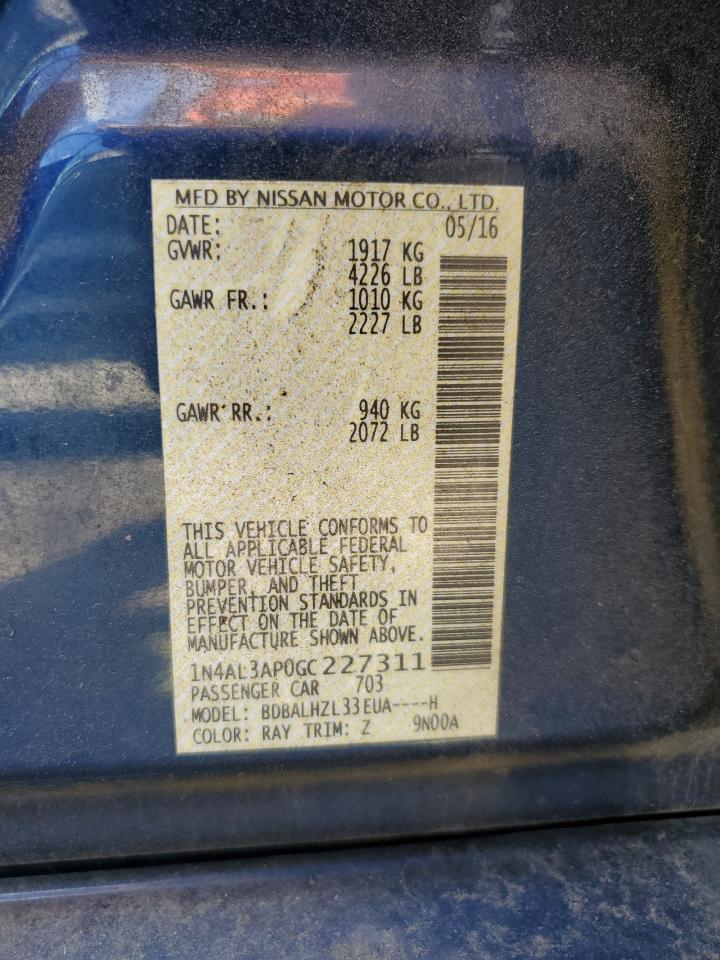 MFD BY NISSAN MOTOR CO., LTD.
DATE: 05/16
GVWR: 1917 KG
4226 LB
GAWR FR.: 1010 KG
2227 LB
GAWR RR.: 940 KG
2072 LB
THIS VEHICLE CONFORMS TO
ALL APPLICABLE FEDERAL
MOTOR VEHICLE SAFETY,
BUMPER, AND THEFT
PREVENTION STANDARDS IN
EFFECT ON THE DATE OF
MANUFACTURE SHOWN ABOVE.
1N4AL3AP0GC227311
PASSENGER CAR 703
MODEL: BDBALHZL33EUA----H
COLOR: RAY TRIM: Z 9N00A